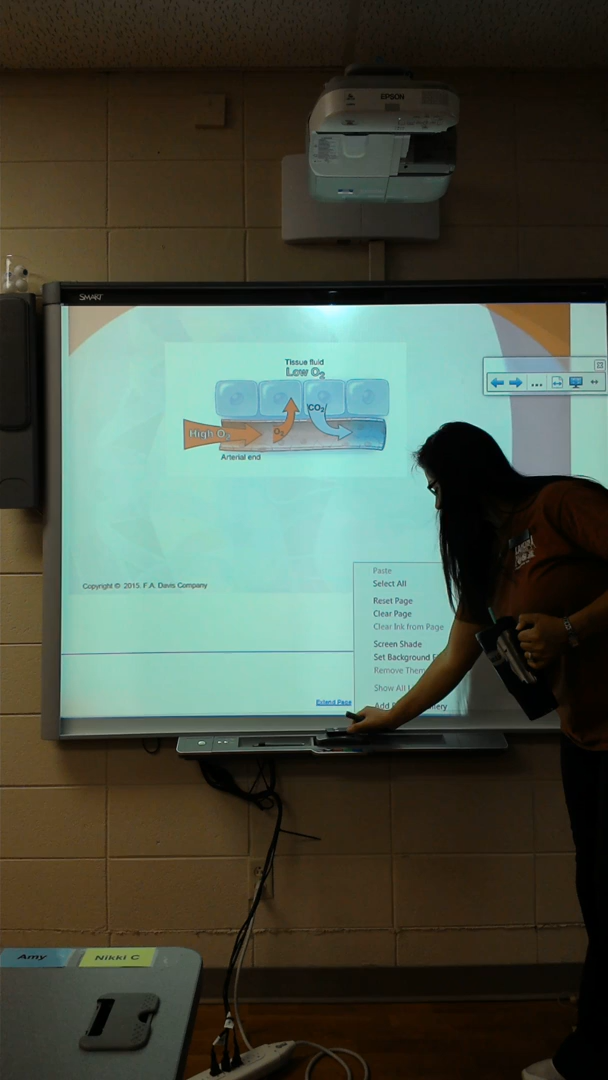 EPSON
SMART
Tissue fluid
Low O₂
CO₂
High O₂
O₂
Arterial end
Copyright © 2015. F.A. Davis Company
Paste
Select All
Reset Page
Clear Page
Clear Ink from Page
Screen Shade
Set Background
Remove
Show All
Add
Extend Page
Amy
Nikki C